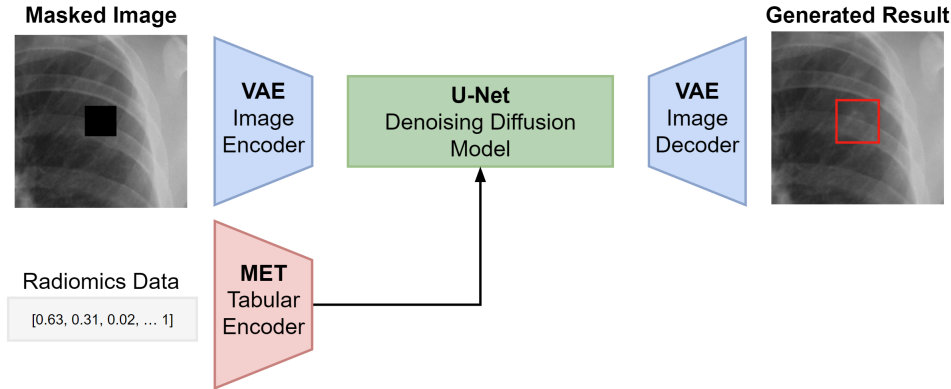 Masked Image
Generated Result
VAE
Image
Encoder
U-Net
Denoising Diffusion
Model
VAE
Image
Decoder
Radiomics Data
[0.63, 0.31, 0.02, … 1]
MET
Tabular
Encoder